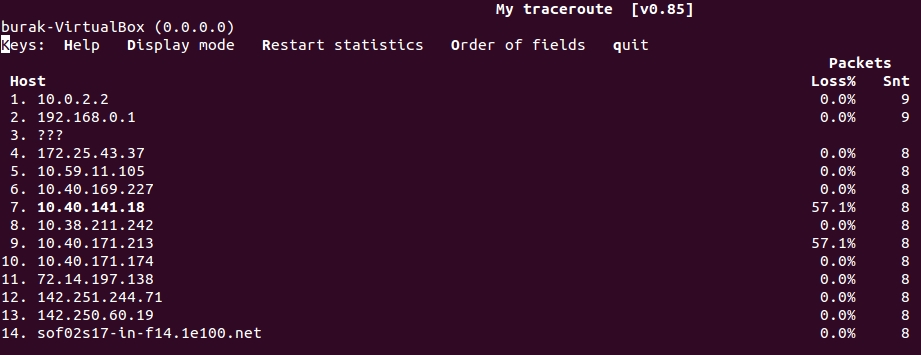 My traceroute [v0.85]
burak-VirtualBox (0.0.0.0)
Keys: Help Display mode Restart statistics Order of fields quit
Packets
Host Loss% Snt
1. 10.0.2.2 0.0% 9
2. 192.168.0.1 0.0% 9
3. ???
4. 172.25.43.37 0.0% 8
5. 10.59.11.105 0.0% 8
6. 10.40.169.227 0.0% 8
7. 10.40.141.18 57.1% 8
8. 10.38.211.242 0.0% 8
9. 10.40.171.213 57.1% 8
10. 10.40.171.174 0.0% 8
11. 72.14.197.138 0.0% 8
12. 142.251.244.71 0.0% 8
13. 142.250.60.19 0.0% 8
14. sof02s17-in-f14.1e100.net 0.0% 8